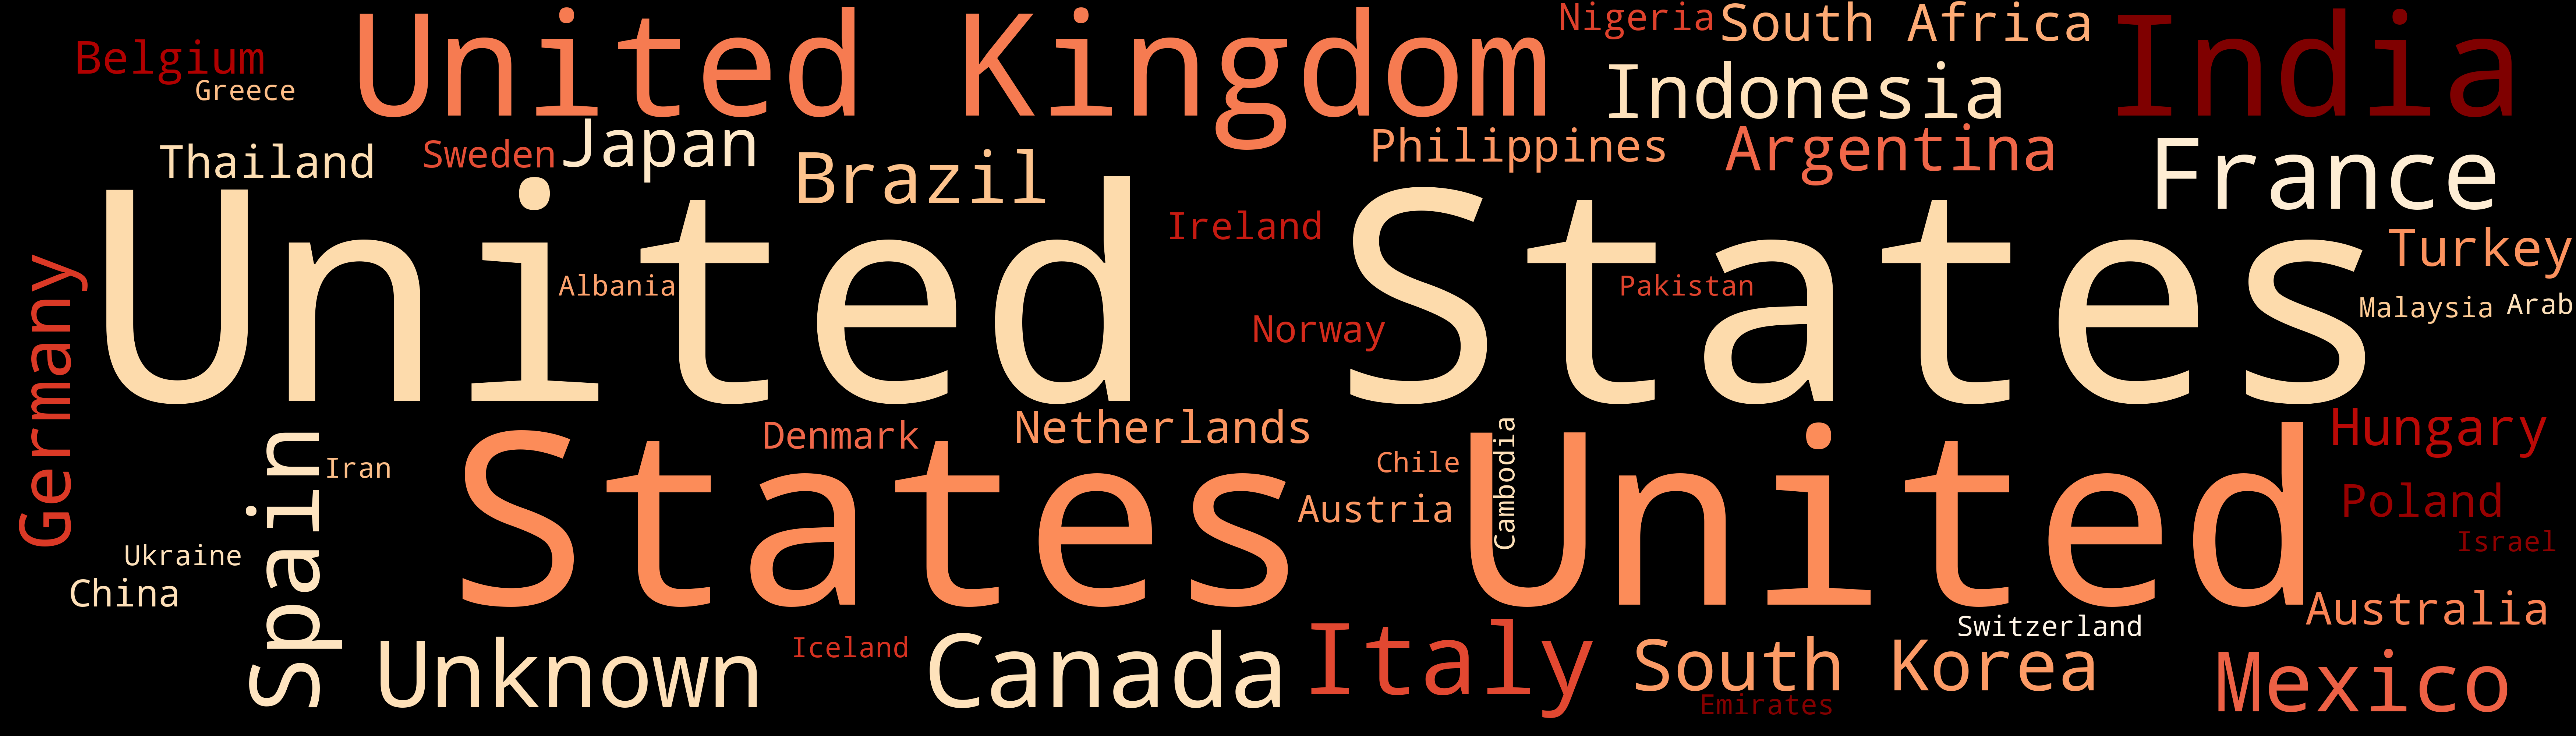 Nigeria
South Africa
India
Belgium
United Kingdom
Greece
Indonesia
Japan
Philippines
Argentina
Thailand
Sweden
Brazil
France
Ireland
Turkey
United States
Albania
Pakistan
Malaysia
Arab
Germany
Norway
Denmark
Netherlands
Hungary
Spain
Iran
States United
Chile
Cambodia
Austria
Poland
Israel
Ukraine
China
Australia
Switzerland
Unknown
Iceland
Canada
Italy
South Korea
Mexico
Emirates